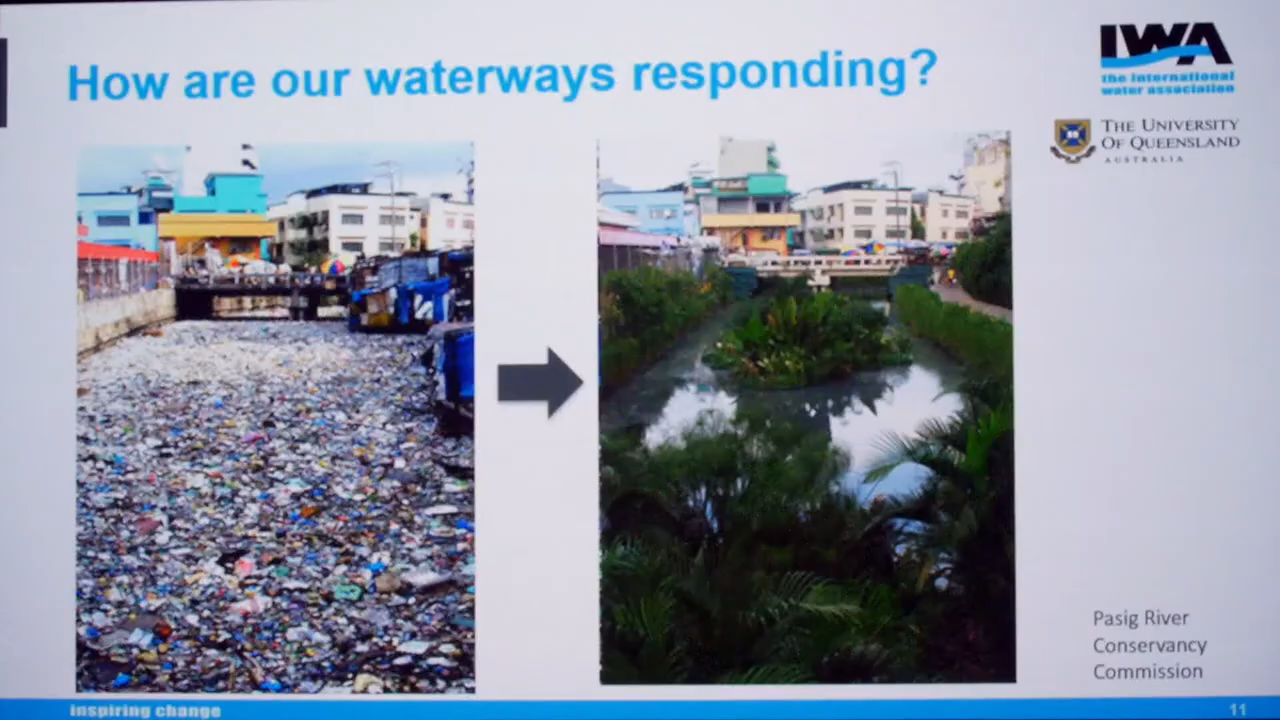 How are our waterways responding?
IWA
the international
water association
THE UNIVERSITY
OF QUEENSLAND
AUSTRALIA
Pasig River
Conservancy
Commission
inspiring change
11